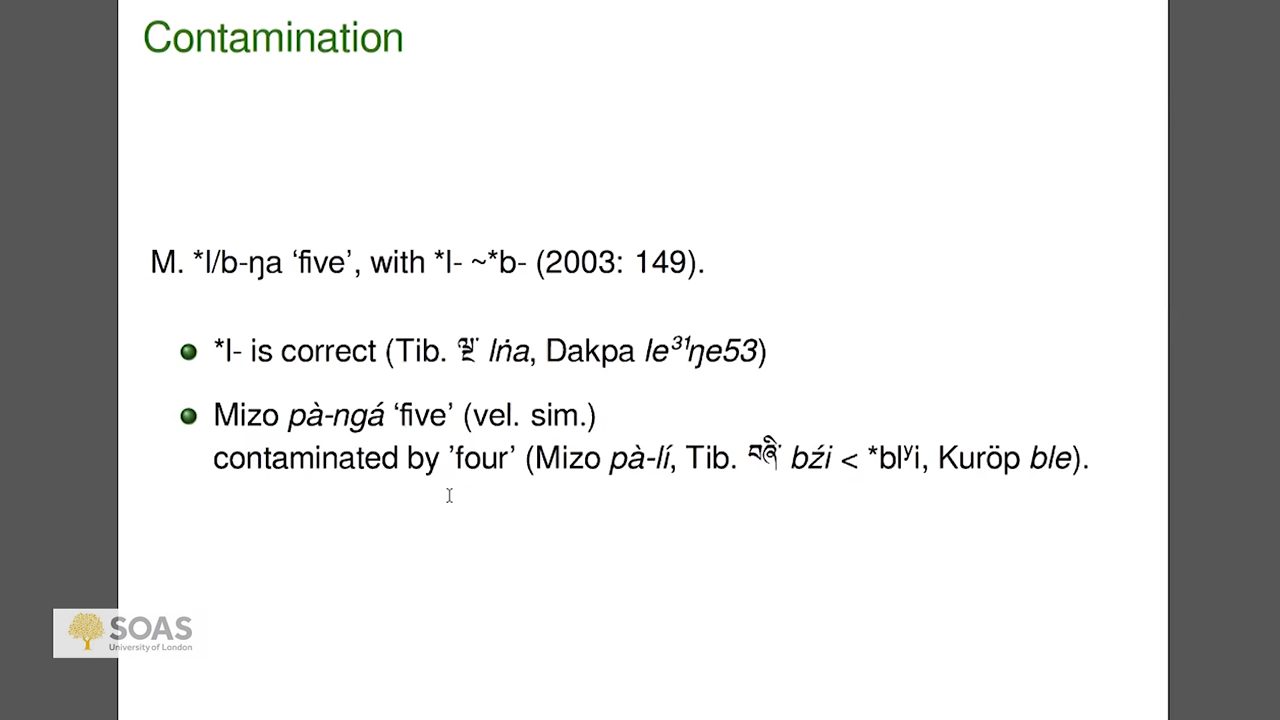 Contamination
M. *l/b-ŋa ‘five’, with *l- ~*b- (2003: 149).
*l- is correct (Tib. ལྔ་ lṅa, Dakpa le³¹ŋe53)
Mizo pà-ngá ‘five’ (vel. sim.)
contaminated by ’four’ (Mizo pà-lí, Tib. བཞི་ bźi < *blʸi, Kuröp ble).
SOAS
University of London